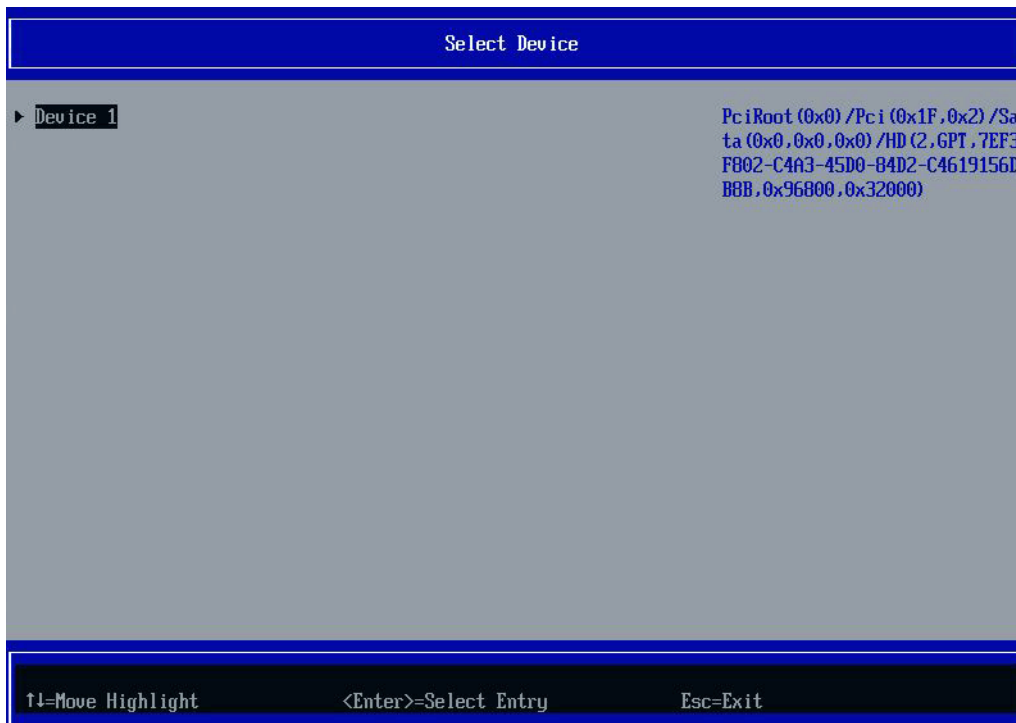 Select Device
► Device 1
PciRoot(0x0)/Pci(0x1F,0x2)/Sa
ta(0x0,0x0,0x0)/HD(2,GPT,7EF3
F802-C4A3-45D0-84D2-C4619156D
B8B,0x96800,0x32000)
↑↓=Move Highlight <Enter>=Select Entry Esc=Exit